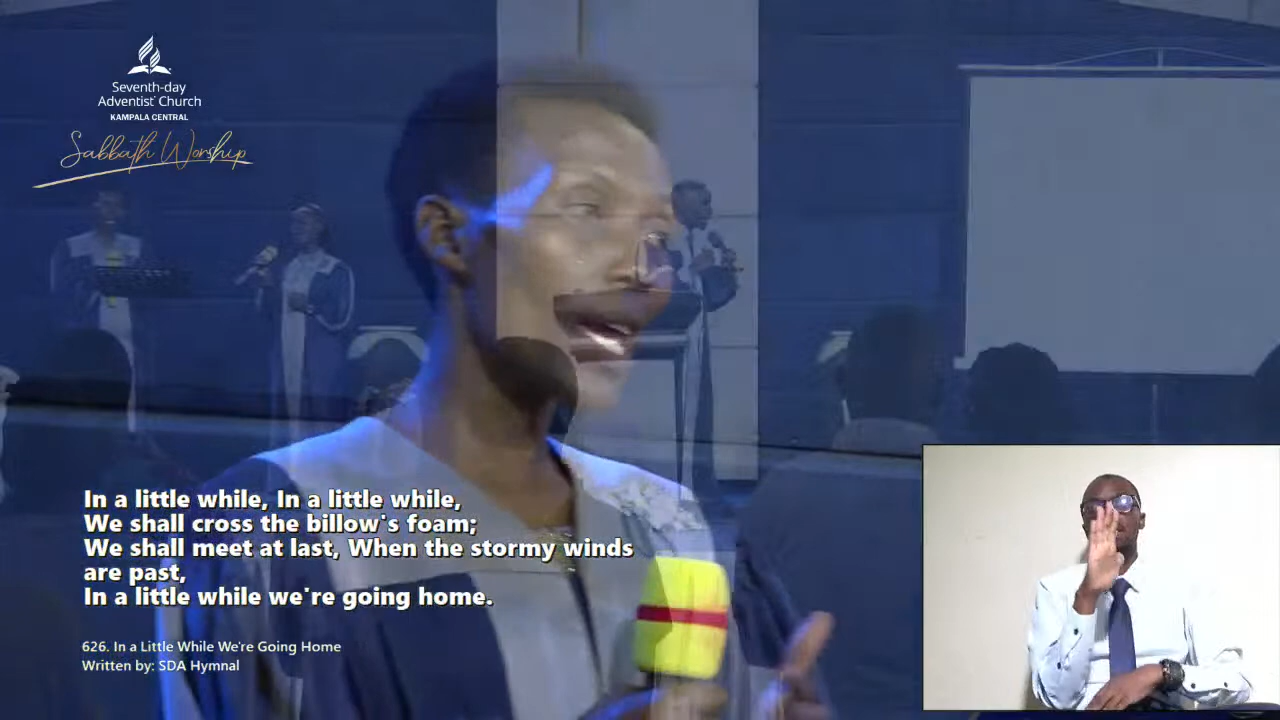 Seventh-day
Adventist Church
KAMPALA CENTRAL
Sabbath Worship
In a little while, In a little while,
We shall cross the billow's foam;
We shall meet at last, When the stormy winds
are past,
In a little while we're going home.
626. In a Little While We're Going Home
Written by: SDA Hymnal